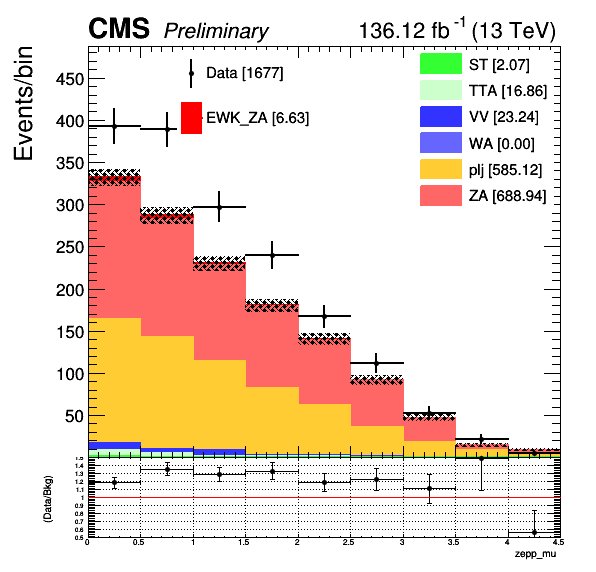 CMS Preliminary 136.12 fb⁻¹ (13 TeV)
Events/bin
450
400
350
300
250
200
150
100
50
Data [1677]
EWK_ZA [6.63]
ST [2.07]
TTA [16.86]
VV [23.24]
WA [0.00]
plj [585.12]
ZA [688.94]
(Data/Bkg)
1.5
1.4
1.3
1.2
1.1
1
0.9
0.8
0.7
0.6
0.5
0 0.5 1 1.5 2 2.5 3 3.5 4 4.5
zepp_mu